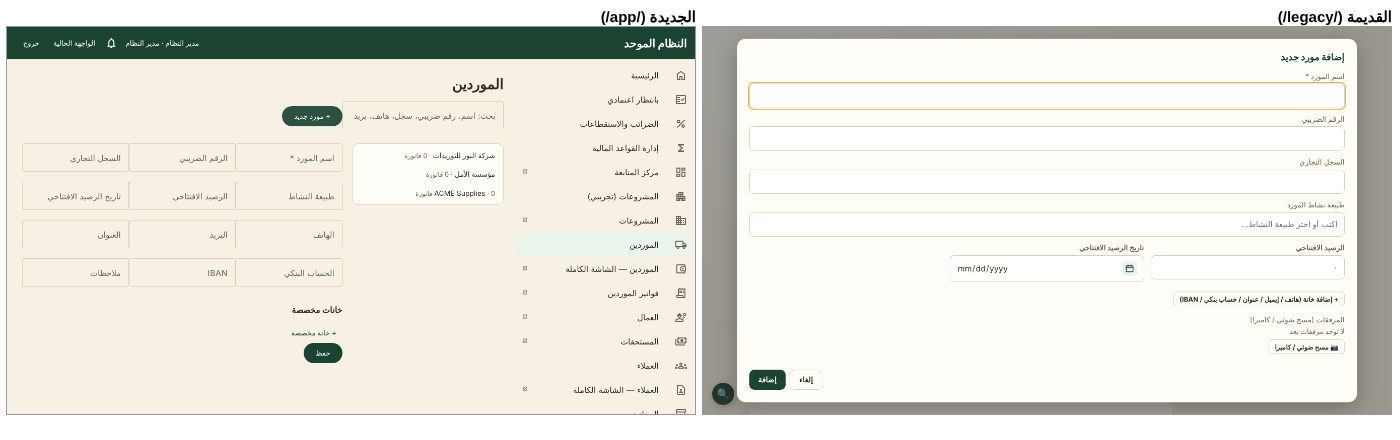 القديمة (/legacy/)
إضافة مورد جديد
اسم المورد *
الرقم الضريبي
السجل التجاري
طبيعة نشاط المورد
اكتب أو اختر طبيعة النشاط...
الرصيد الافتتاحي
تاريخ الرصيد الافتتاحي
mm/dd/yyyy
+ إضافة خانة (هاتف / إيميل / عنوان / حساب بنكي / IBAN)
المرفقات (مسح ضوئي / كاميرا)
لا توجد مرفقات بعد
مسح ضوئي / كاميرا
إلغاء
إضافة
الجديدة (/app/)
النظام الموحد
مدير النظام · مدير النظام
الواجهة الحالية
خروج
الرئيسية
بانتظار اعتمادي
الضرائب والاستقطاعات
إدارة القواعد المالية
مركز المتابعة
المشروعات (تجريبي)
المشروعات
الموردين
الموردين — الشاشة الكاملة
فواتير الموردين
العمال
المستحقات
العملاء
العملاء — الشاشة الكاملة
الموردين
بحث: اسم، رقم ضريبي، سجل، هاتف، بريد
+ مورد جديد
شركة النور للتوريدات · 0 فاتورة
مؤسسة الأمل · 0 فاتورة
ACME Supplies · 0 فاتورة
اسم المورد *
الرقم الضريبي
السجل التجاري
طبيعة النشاط
الرصيد الافتتاحي
تاريخ الرصيد الافتتاحي
الهاتف
البريد
العنوان
الحساب البنكي
IBAN
ملاحظات
خانات مخصصة
+ خانة مخصصة
حفظ